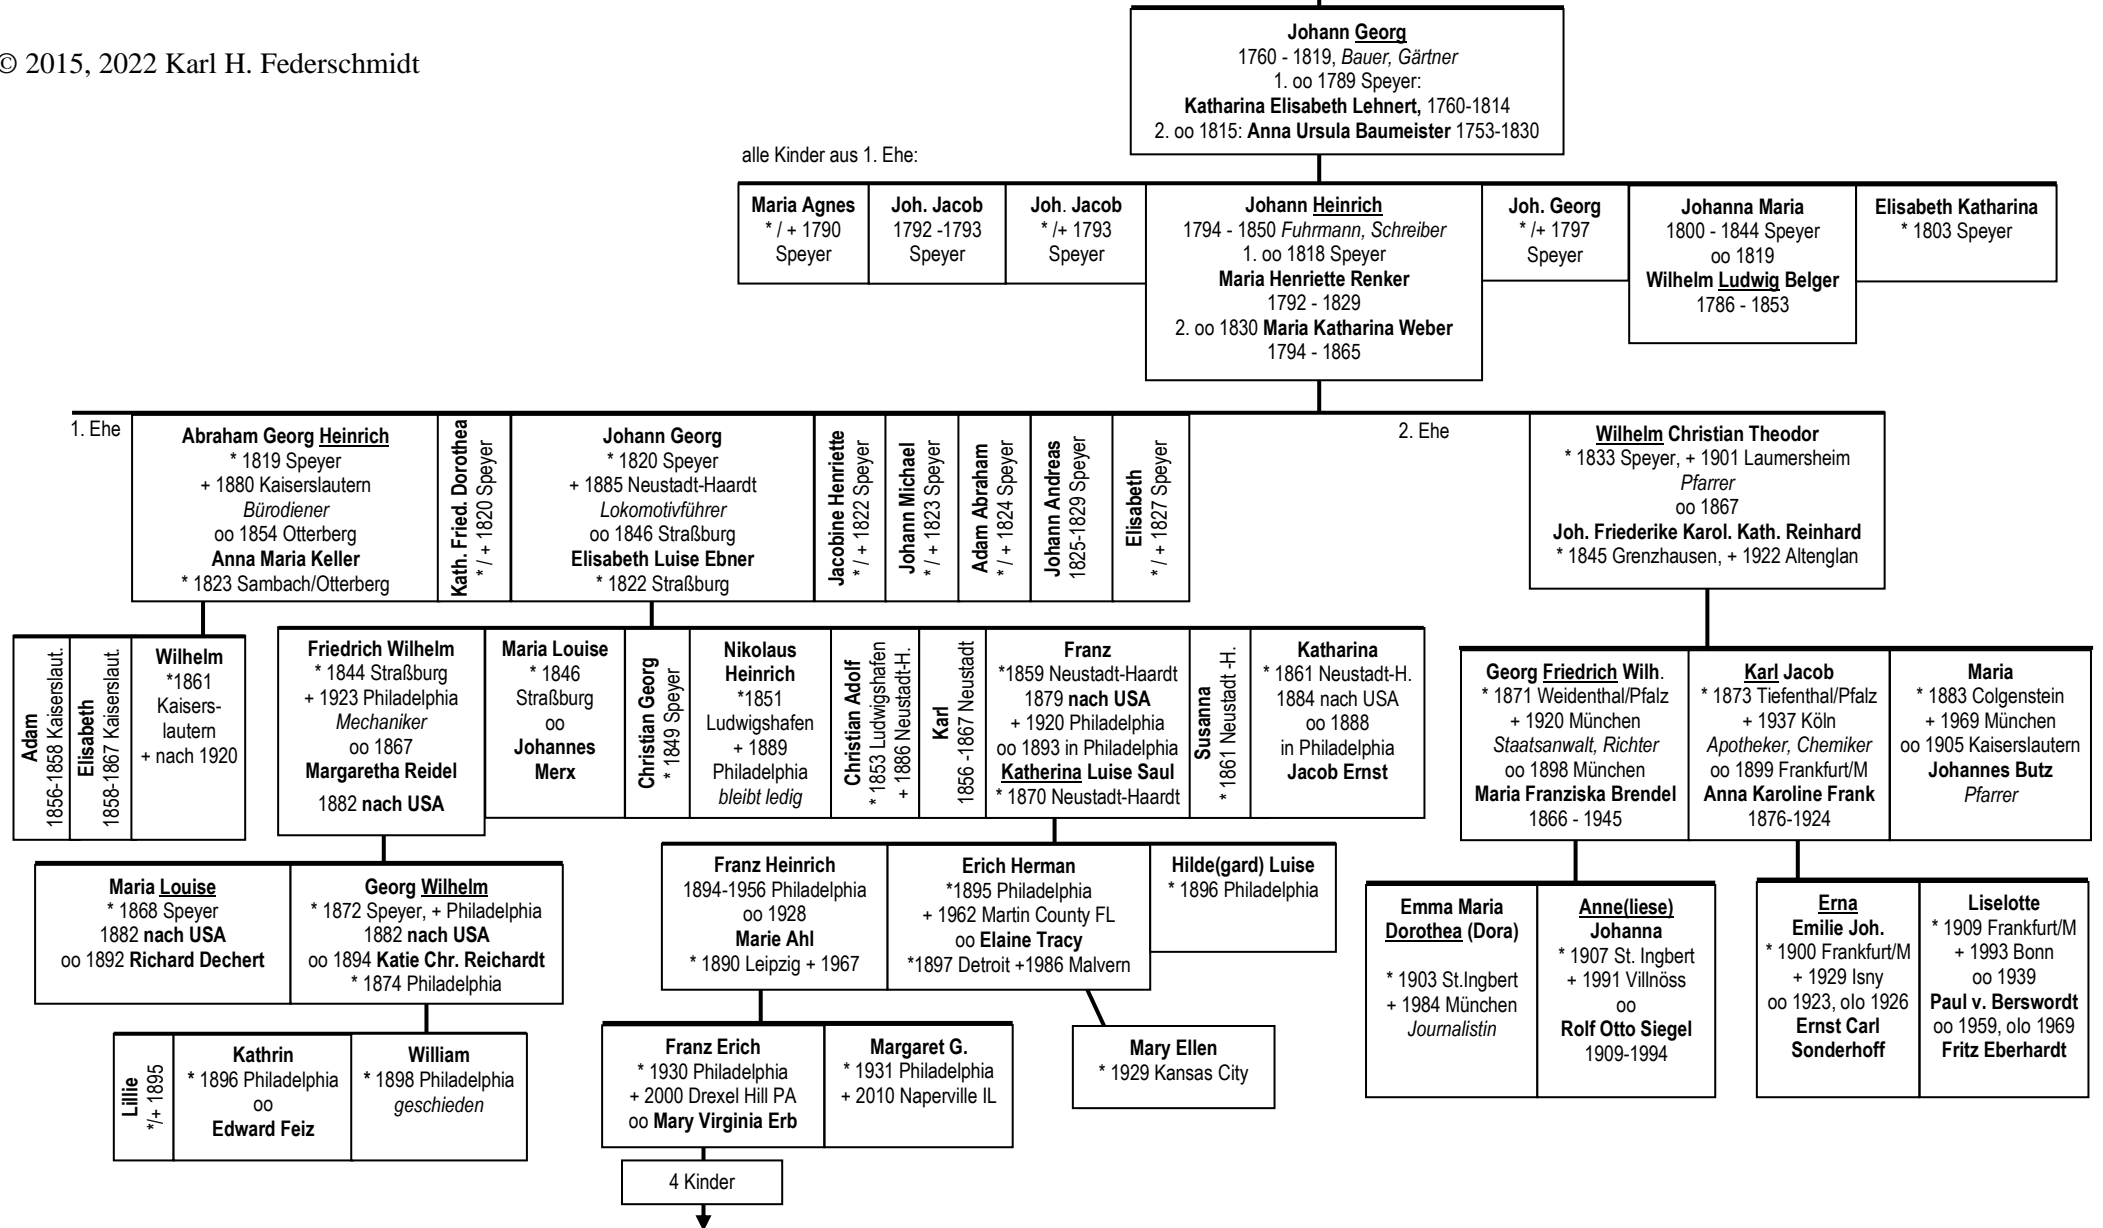 © 2015, 2022 Karl H. Federschmidt
Johann Georg
1760 - 1819, Bauer, Gärtner
1. oo 1789 Speyer:
Katharina Elisabeth Lehnert, 1760-1814
2. oo 1815: Anna Ursula Baumeister 1753-1830
alle Kinder aus 1. Ehe:
Maria Agnes
* / + 1790
Speyer
Joh. Jacob
1792 -1793
Speyer
Joh. Jacob
* /+ 1793
Speyer
Johann Heinrich
1794 - 1850 Fuhrmann, Schreiber
1. oo 1818 Speyer
Maria Henriette Renker
1792 - 1829
2. oo 1830 Maria Katharina Weber
1794 - 1865
Joh. Georg
* /+ 1797
Speyer
Johanna Maria
1800 - 1844 Speyer
oo 1819
Wilhelm Ludwig Belger
1786 - 1853
Elisabeth Katharina
* 1803 Speyer
1. Ehe
Abraham Georg Heinrich
* 1819 Speyer
+ 1880 Kaiserslautern
Bürodiener
oo 1854 Otterberg
Anna Maria Keller
* 1823 Sambach/Otterberg
Kath. Fried. Dorothea
* / + 1820 Speyer
Johann Georg
* 1820 Speyer
+ 1885 Neustadt-Haardt
Lokomotivführer
oo 1846 Straßburg
Elisabeth Luise Ebner
* 1822 Straßburg
Jacobine Henriette
* / + 1822 Speyer
Johann Michael
* / + 1823 Speyer
Adam Abraham
* / + 1824 Speyer
Johann Andreas
1825-1829 Speyer
Elisabeth
* / + 1827 Speyer
2. Ehe
Wilhelm Christian Theodor
* 1833 Speyer, + 1901 Laumersheim
Pfarrer
oo 1867
Joh. Friederike Karol. Kath. Reinhard
* 1845 Grenzhausen, + 1922 Altenglan
Adam
1856-1858 Kaiserslaut.
Elisabeth
1858-1867 Kaiserslaut.
Wilhelm
*1861
Kaisers-
lautern
+ nach 1920
Friedrich Wilhelm
* 1844 Straßburg
+ 1923 Philadelphia
Mechaniker
oo 1867
Margaretha Reidel
1882 nach USA
Maria Louise
* 1846
Straßburg
oo
Johannes
Merx
Christian Georg
* 1849 Speyer
Nikolaus
Heinrich
*1851
Ludwigshafen
+ 1889
Philadelphia
bleibt ledig
Christian Adolf
* 1853 Ludwigshafen
+ 1886 Neustadt-H.
Karl
1856 -1867 Neustadt
Franz
*1859 Neustadt-Haardt
1879 nach USA
+ 1920 Philadelphia
oo 1893 in Philadelphia
Katherina Luise Saul
* 1870 Neustadt-Haardt
Susanna
* 1861 Neustadt -H.
Katharina
* 1861 Neustadt-H.
1884 nach USA
oo 1888
in Philadelphia
Jacob Ernst
Georg Friedrich Wilh.
* 1871 Weidenthal/Pfalz
+ 1920 München
Staatsanwalt, Richter
oo 1898 München
Maria Franziska Brendel
1866 - 1945
Karl Jacob
* 1873 Tiefenthal/Pfalz
+ 1937 Köln
Apotheker, Chemiker
oo 1899 Frankfurt/M
Anna Karoline Frank
1876-1924
Maria
* 1883 Colgenstein
+ 1969 München
oo 1905 Kaiserslautern
Johannes Butz
Pfarrer
Maria Louise
* 1868 Speyer
1882 nach USA
oo 1892 Richard Dechert
Georg Wilhelm
* 1872 Speyer, + Philadelphia
1882 nach USA
oo 1894 Katie Chr. Reichardt
* 1874 Philadelphia
Franz Heinrich
1894-1956 Philadelphia
oo 1928
Marie Ahl
* 1890 Leipzig + 1967
Erich Herman
*1895 Philadelphia
+ 1962 Martin County FL
oo Elaine Tracy
*1897 Detroit +1986 Malvern
Hilde(gard) Luise
* 1896 Philadelphia
Emma Maria
Dorothea (Dora)
* 1903 St.Ingbert
+ 1984 München
Journalistin
Anne(liese)
Johanna
* 1907 St. Ingbert
+ 1991 Villnöss
oo
Rolf Otto Siegel
1909-1994
Erna
Emilie Joh.
* 1900 Frankfurt/M
+ 1929 Isny
oo 1923, olo 1926
Ernst Carl
Sonderhoff
Liselotte
* 1909 Frankfurt/M
+ 1993 Bonn
oo 1939
Paul v. Berswordt
oo 1959, olo 1969
Fritz Eberhardt
Lillie
*/+ 1895
Kathrin
* 1896 Philadelphia
oo
Edward Feiz
William
* 1898 Philadelphia
geschieden
Franz Erich
* 1930 Philadelphia
+ 2000 Drexel Hill PA
oo Mary Virginia Erb
Margaret G.
* 1931 Philadelphia
+ 2010 Naperville IL
Mary Ellen
* 1929 Kansas City
4 Kinder